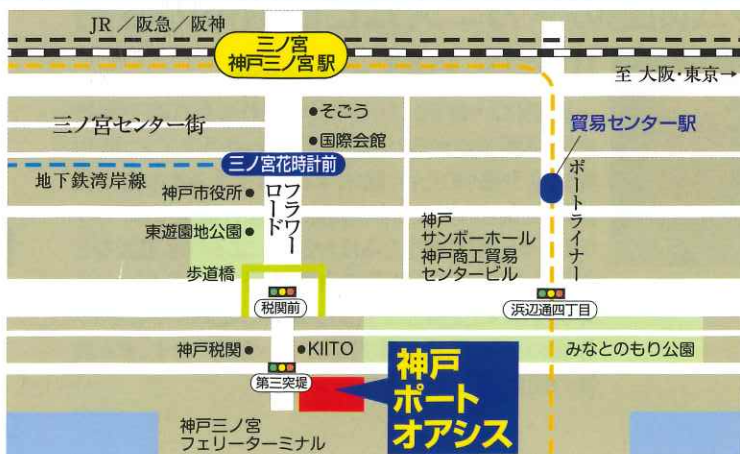 JR／阪急／阪神
三ノ宮
神戸三ノ宮駅
至 大阪・東京→
●そごう
三ノ宮センター街
●国際会館
貿易センター駅
三ノ宮花時計前
地下鉄湾岸線
神戸市役所●
フラワーロード
ポートライナー
東遊園地公園●
神戸
サンボーホール
神戸商工貿易
センタービル
歩道橋
税関前
浜辺通四丁目
神戸税関●
●KIITO
みなとのもり公園
第三突堤
神戸
ポート
オアシス
神戸三ノ宮
フェリーターミナル